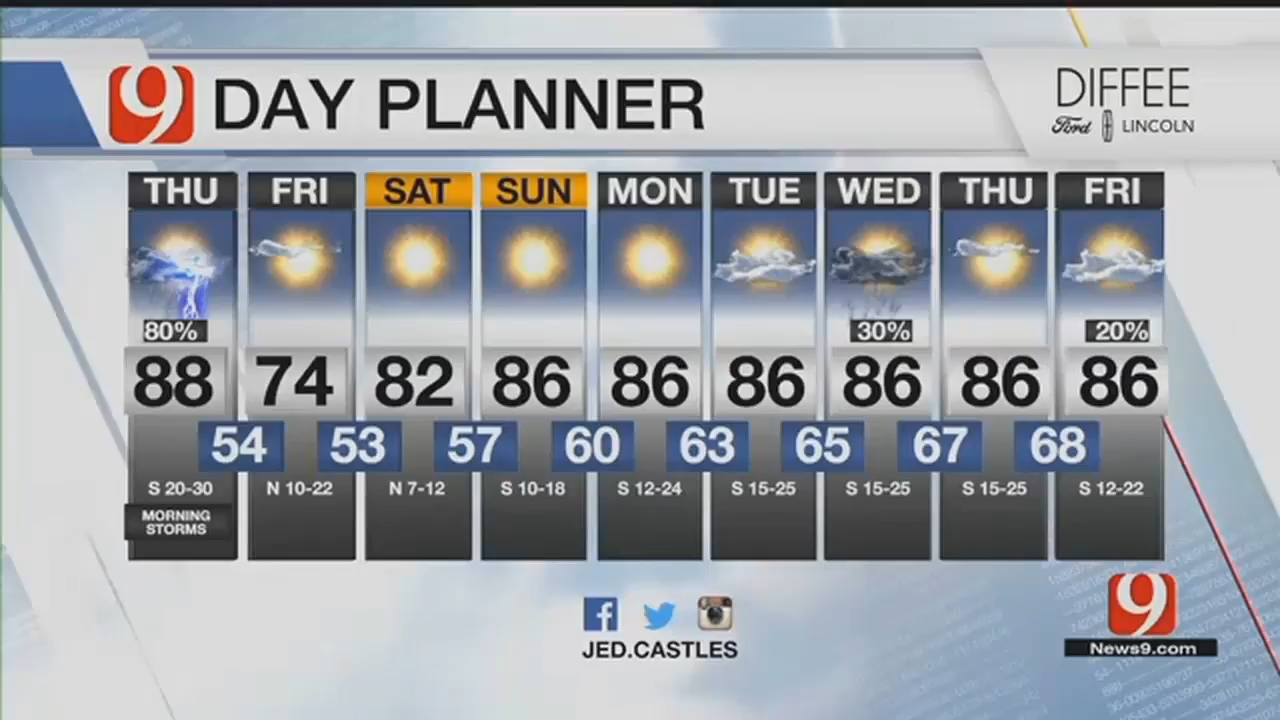 9 DAY PLANNER
DIFFEE
Ford LINCOLN
THU FRI SAT SUN MON TUE WED THU FRI
80% 30% 20%
88 74 82 86 86 86 86 86 86
54 53 57 60 63 65 67 68
S 20-30 N 10-22 N 7-12 S 10-18 S 12-24 S 15-25 S 15-25 S 15-25 S 12-22
MORNING
STORMS
JED.CASTLES
9
News9.com